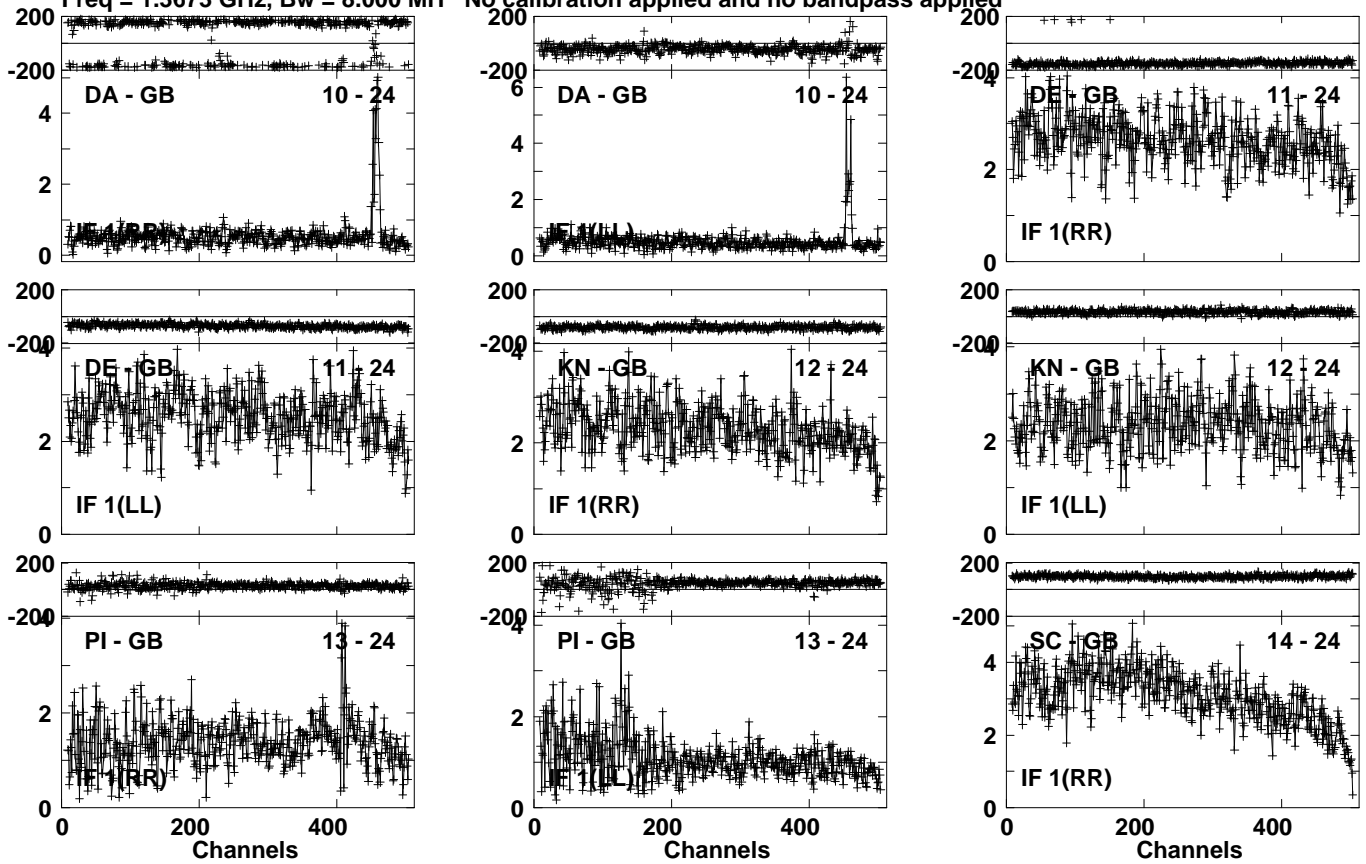 Freq = 1.3675 GHz, Bw = 8.000 MH No calibration applied and no bandpass applied
200
-200
DA - GB 10 - 24
4
2
0
IF 1(RR)
200
-200
6
DA - GB 10 - 24
4
2
0
IF 1(LL)
200
-200
4
DE - GB 11 - 24
2
IF 1(RR)
0
200
-200
4
DE - GB 11 - 24
2
IF 1(LL)
0
200
-200
4
KN - GB 12 - 24
2
IF 1(RR)
0
200
-200
4
KN - GB 12 - 24
2
IF 1(LL)
0
200
-200
4
PI - GB 13 - 24
2
IF 1(RR)
0
0 200 400
Channels
200
-200
4
PI - GB 13 - 24
2
IF 1(LL)
0
0 200 400
Channels
200
-200
SC - GB 14 - 24
4
2
IF 1(RR)
0
0 200 400
Channels